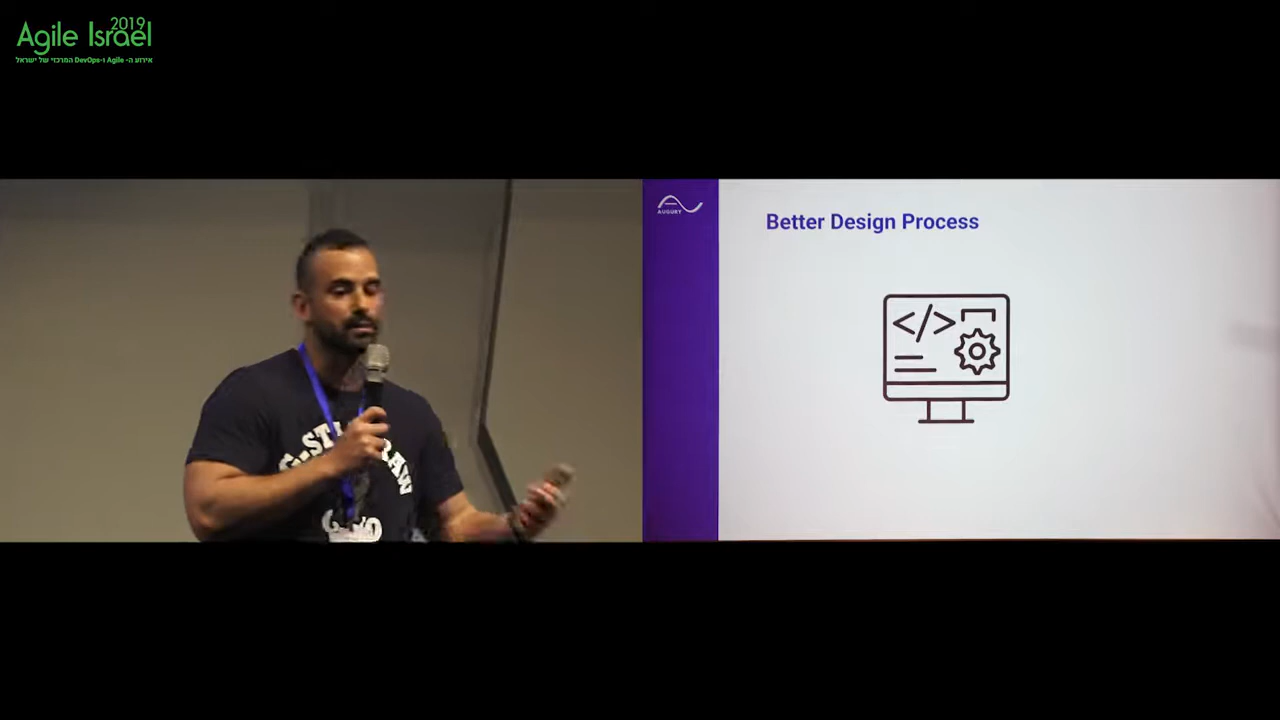 2019
Agile Israel
אירוע ה- Agile ו-DevOps המרכזי של ישראל
AUGURY
Better Design Process
</>